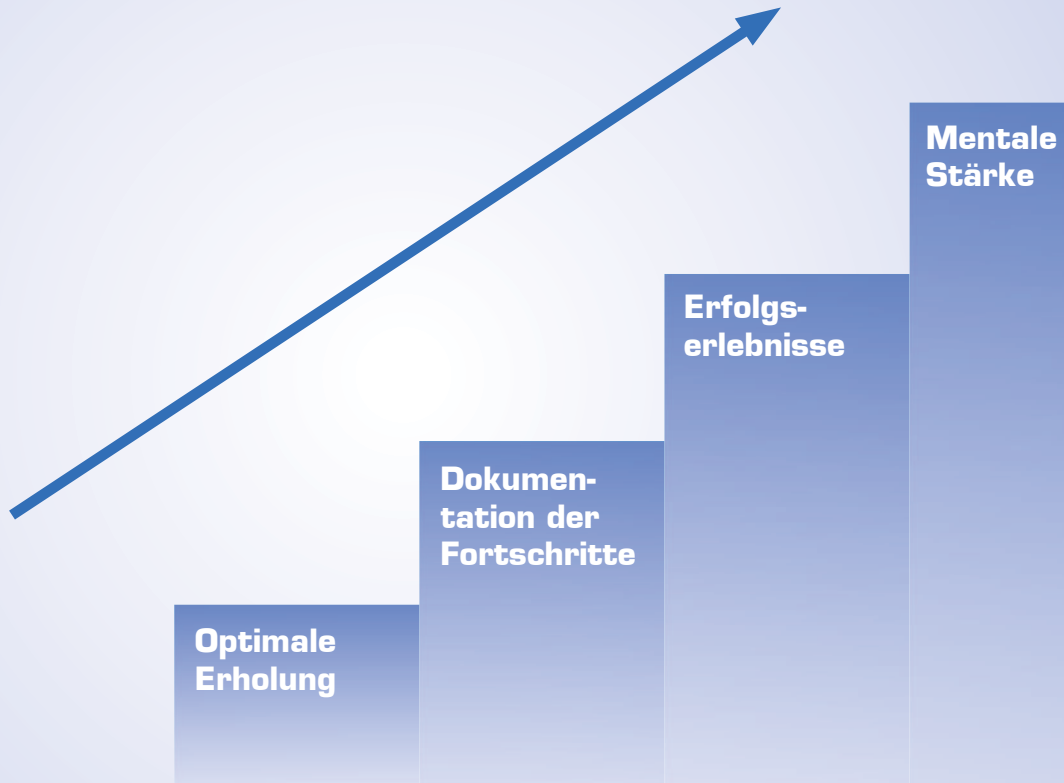 Mentale
Stärke
Erfolgs-
erlebnisse
Dokumen-
tation der
Fortschritte
Optimale
Erholung